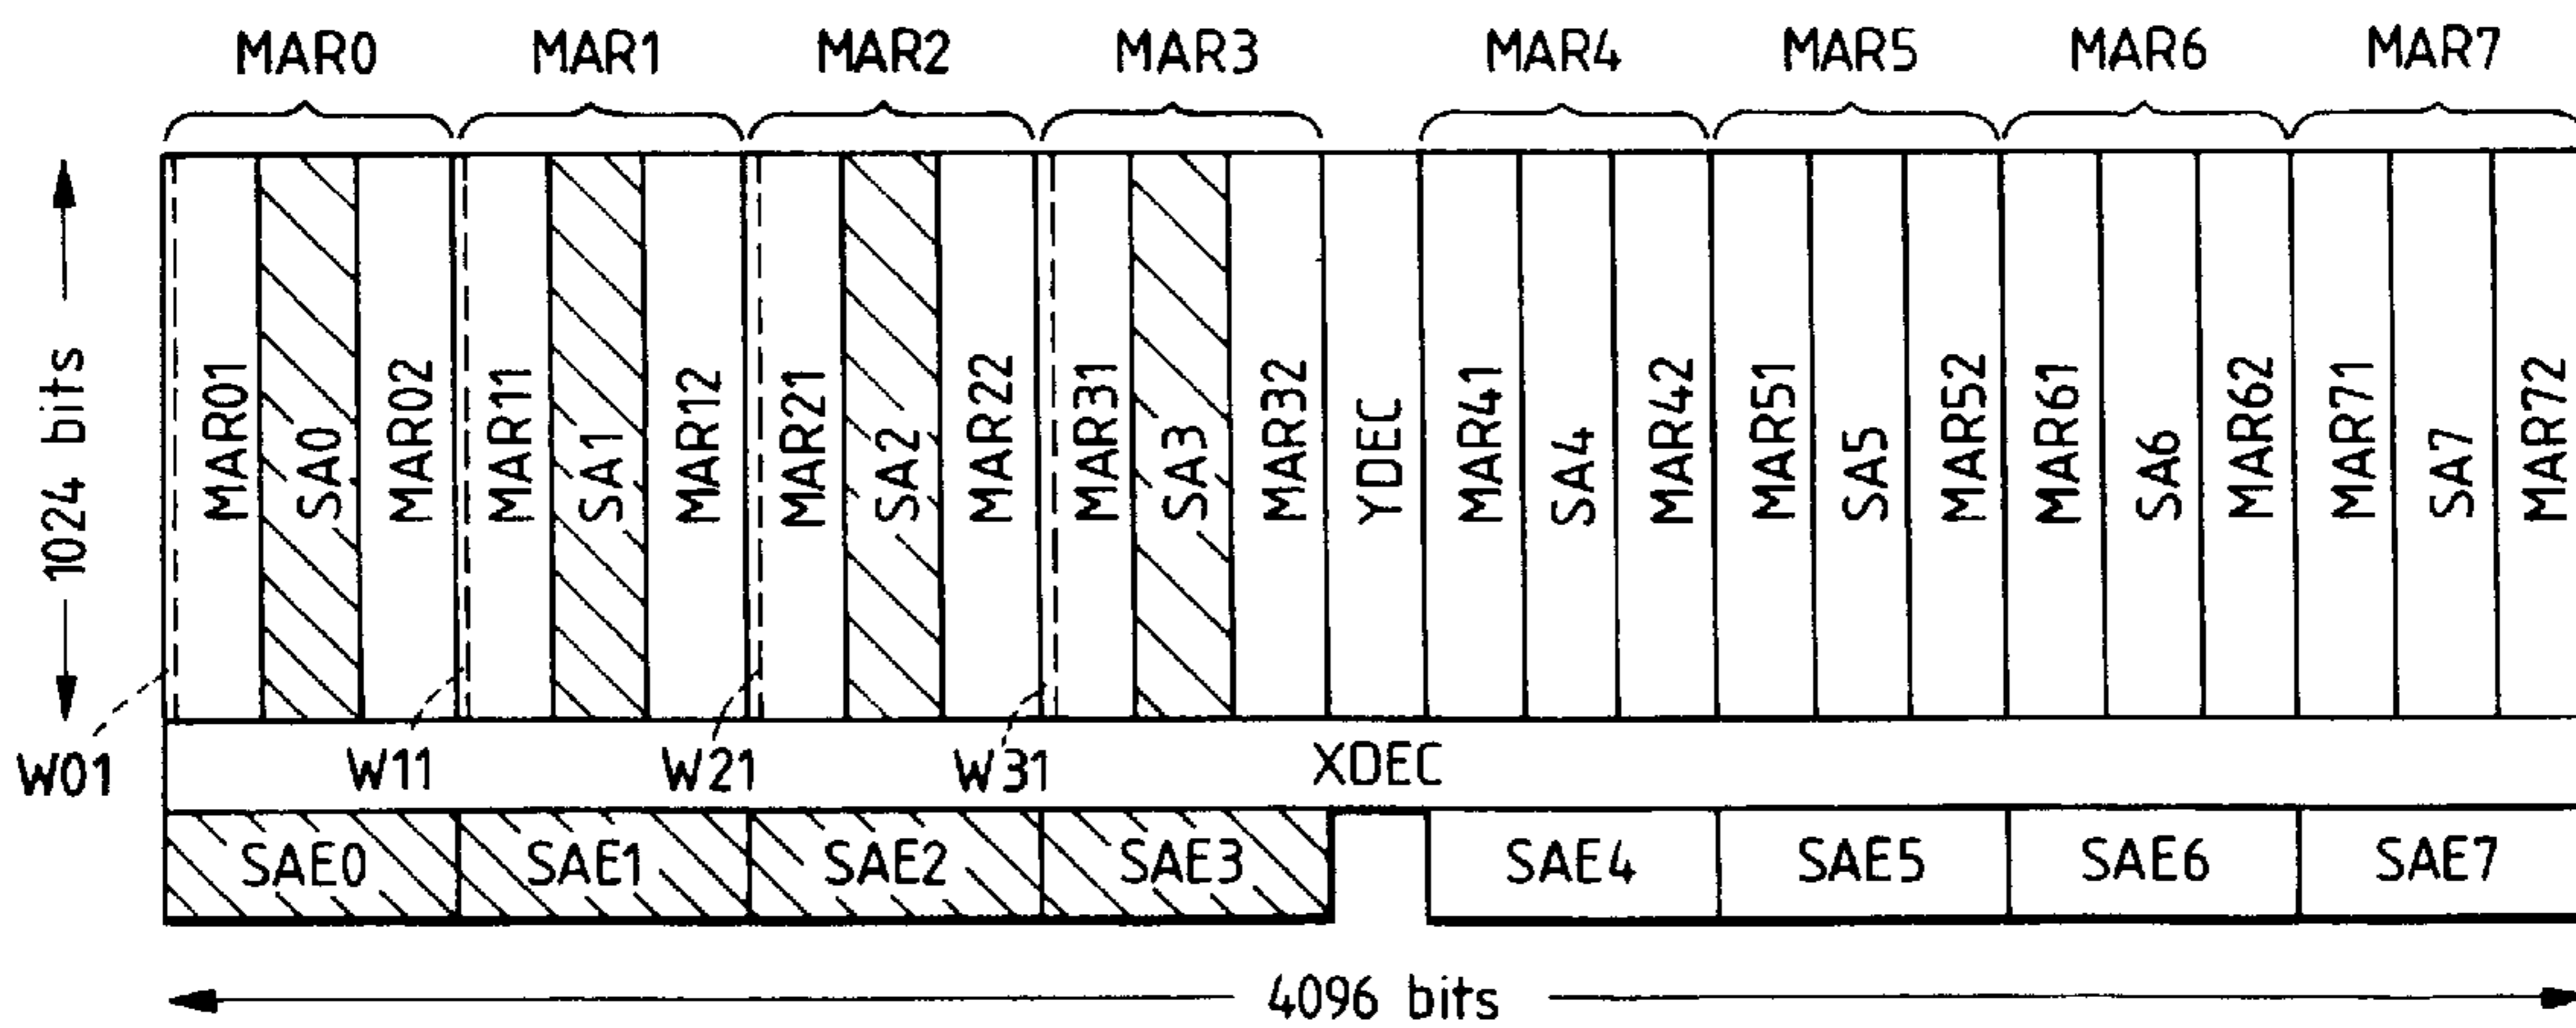 MAR0 MAR1 MAR2 MAR3 MAR4 MAR5 MAR6 MAR7
1024 bits
MAR01 SA0 MAR02 MAR11 SA1 MAR12 MAR21 SA2 MAR22 MAR31 SA3 MAR32 YDEC MAR41 SA4 MAR42 MAR51 SA5 MAR52 MAR61 SA6 MAR62 MAR71 SA7 MAR72
W01 W11 W21 W31 XDEC
SAE0 SAE1 SAE2 SAE3 SAE4 SAE5 SAE6 SAE7
4096 bits